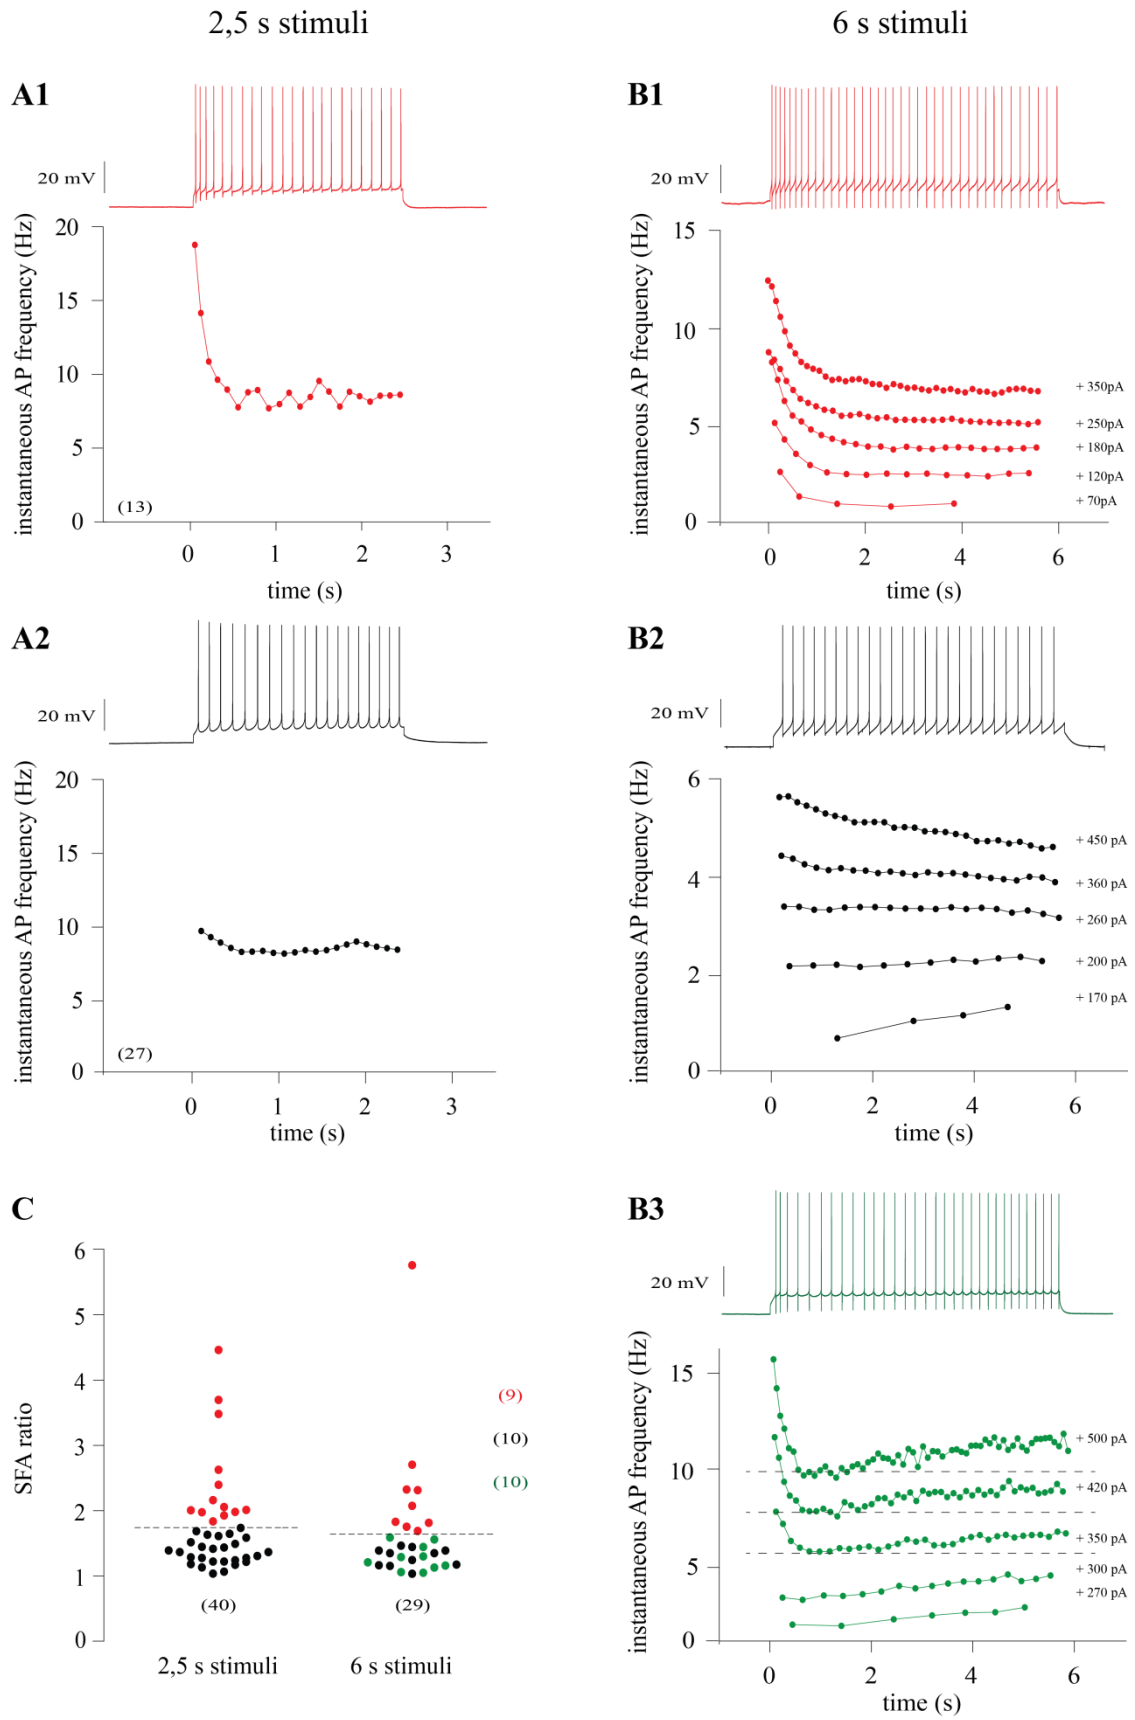 2,5 s stimuli
6 s stimuli
A1
20 mV
instantaneous AP frequency (Hz)
20
15
10
5
0
(13)
0 1 2 3
time (s)
B1
20 mV
instantaneous AP frequency (Hz)
15
10
5
0
+ 350pA
+ 250pA
+ 180pA
+ 120pA
+ 70pA
0 2 4 6
time (s)
A2
20 mV
instantaneous AP frequency (Hz)
20
15
10
5
0
(27)
0 1 2 3
time (s)
B2
20 mV
instantaneous AP frequency (Hz)
6
4
2
0
+ 450 pA
+ 360 pA
+ 260 pA
+ 200 pA
+ 170 pA
0 2 4 6
time (s)
C
SFA ratio
6
5
4
3
2
1
0
(9)
(10)
(10)
(40)
(29)
2,5 s stimuli
6 s stimuli
B3
20 mV
instantaneous AP frequency (Hz)
15
10
5
0
+ 500 pA
+ 420 pA
+ 350 pA
+ 300 pA
+ 270 pA
0 2 4 6
time (s)